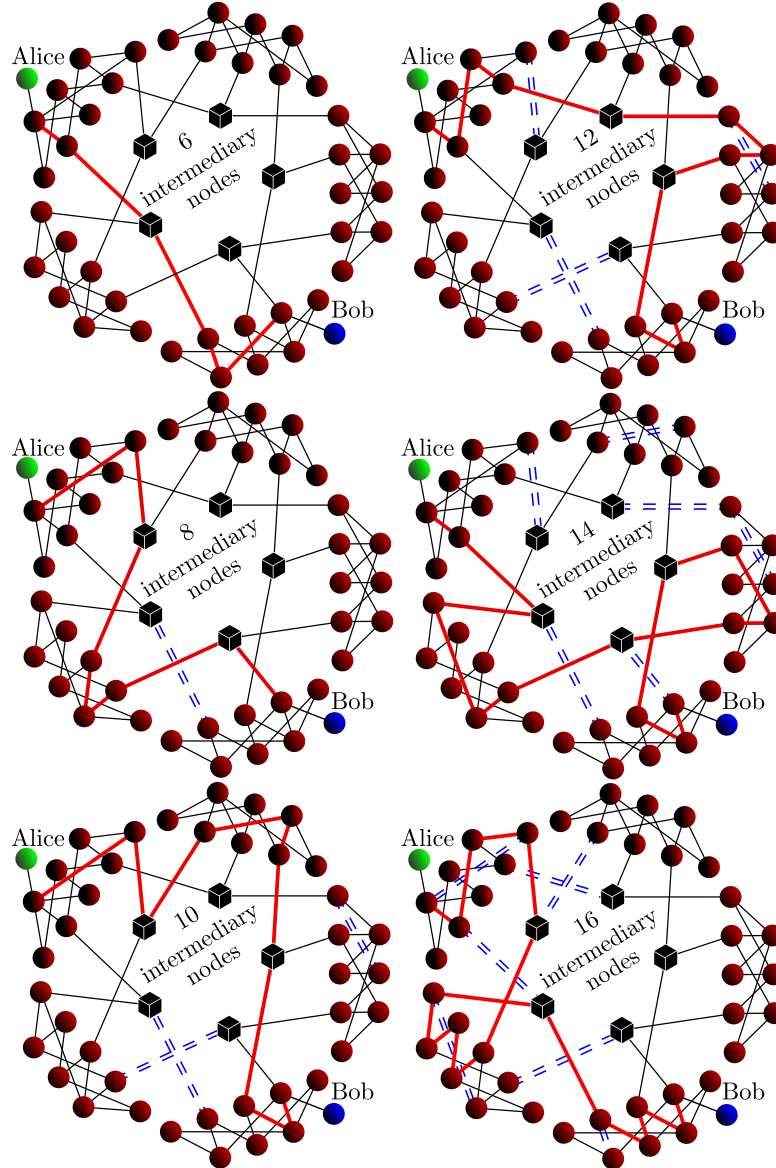 Alice
6
intermediary
nodes
Bob
Alice
12
intermediary
nodes
Bob
Alice
8
intermediary
nodes
Bob
Alice
14
intermediary
nodes
Bob
Alice
10
intermediary
nodes
Bob
Alice
16
intermediary
nodes
Bob